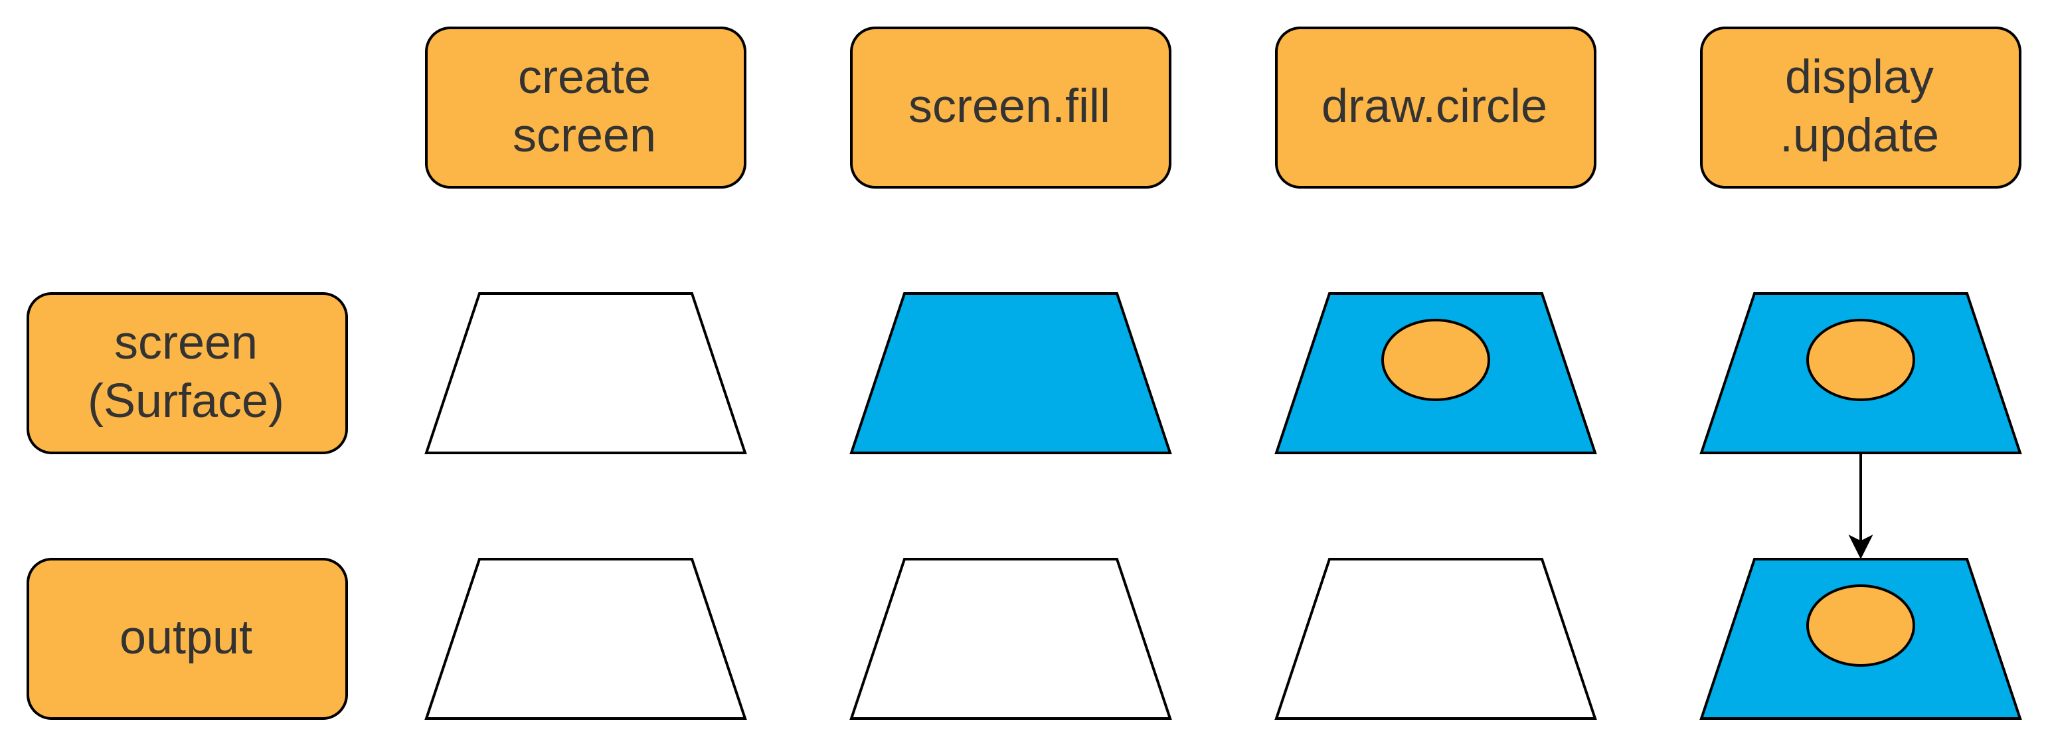 create
screen
screen.fill
draw.circle
display
.update
screen
(Surface)
output